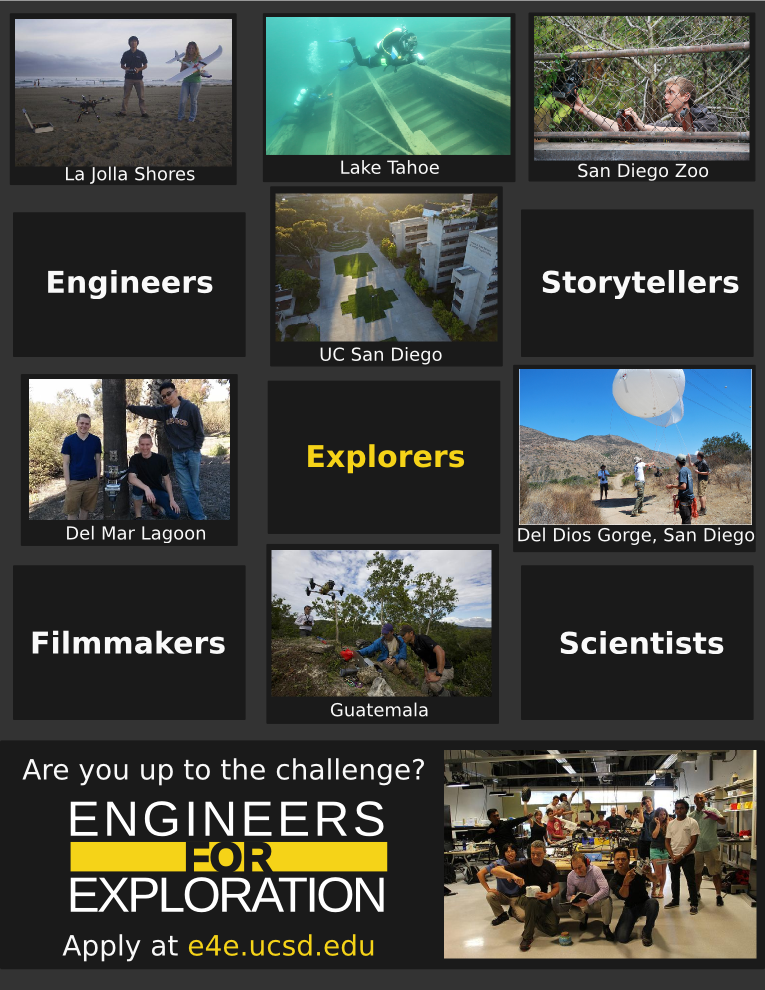 La Jolla Shores
Lake Tahoe
San Diego Zoo
Engineers
UC San Diego
Storytellers
Del Mar Lagoon
Explorers
Del Dios Gorge, San Diego
Filmmakers
Guatemala
Scientists
Are you up to the challenge?
ENGINEERS
FOR
EXPLORATION
Apply at e4e.ucsd.edu